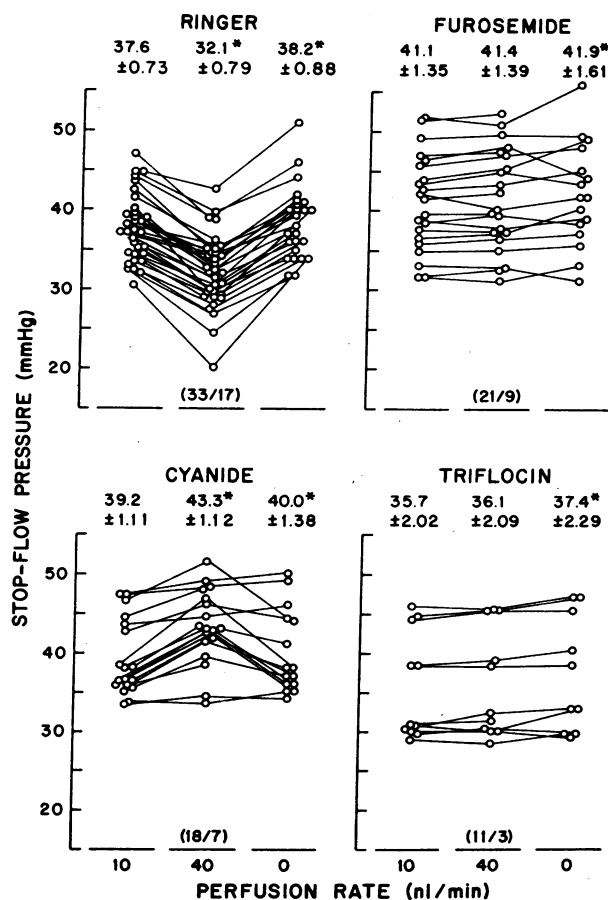 RINGER
37.6 32.1* 38.2*
±0.73 ±0.79 ±0.88
FUROSEMIDE
41.1 41.4 41.9*
±1.35 ±1.39 ±1.61
50
40
30
20
(33/17)
(21/9)
STOP-FLOW PRESSURE (mmHg)
CYANIDE
39.2 43.3* 40.0*
±1.11 ±1.12 ±1.38
TRIFLOCIN
35.7 36.1 37.4*
±2.02 ±2.09 ±2.29
50
40
30
20
(18/7)
(11/3)
10 40 0
10 40 0
PERFUSION RATE (nl/min)